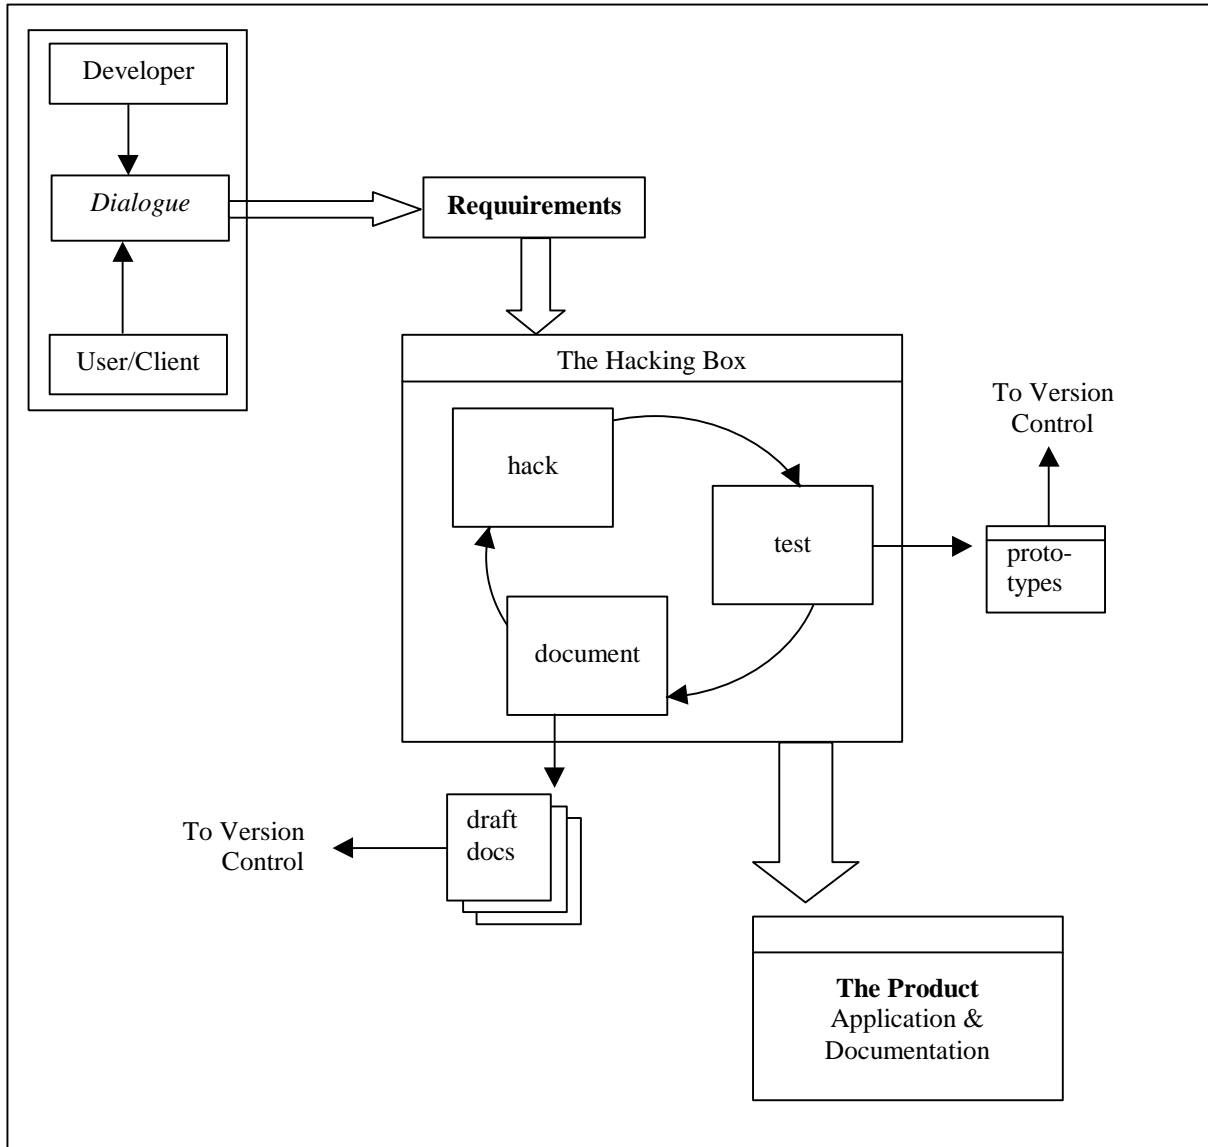 Developer
Dialogue
Requuirements
User/Client
The Hacking Box
To Version
Control
hack
test
proto-
types
document
draft
docs
To Version
Control
The Product
Application &
Documentation